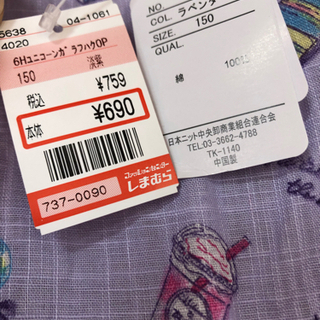 5638
04-1061
4020
6HユニコーンガラフハクOP
150
淡紫
税込
¥759
本体
¥690
ファッションセンター
しまむら
737-0090
NO.
COL. ラベンダ
SIZE.
150
QUAL.
綿 100%
日本ニット中央部商業組合連合会
TEL:03-3662-4788
TK-1140
中国製